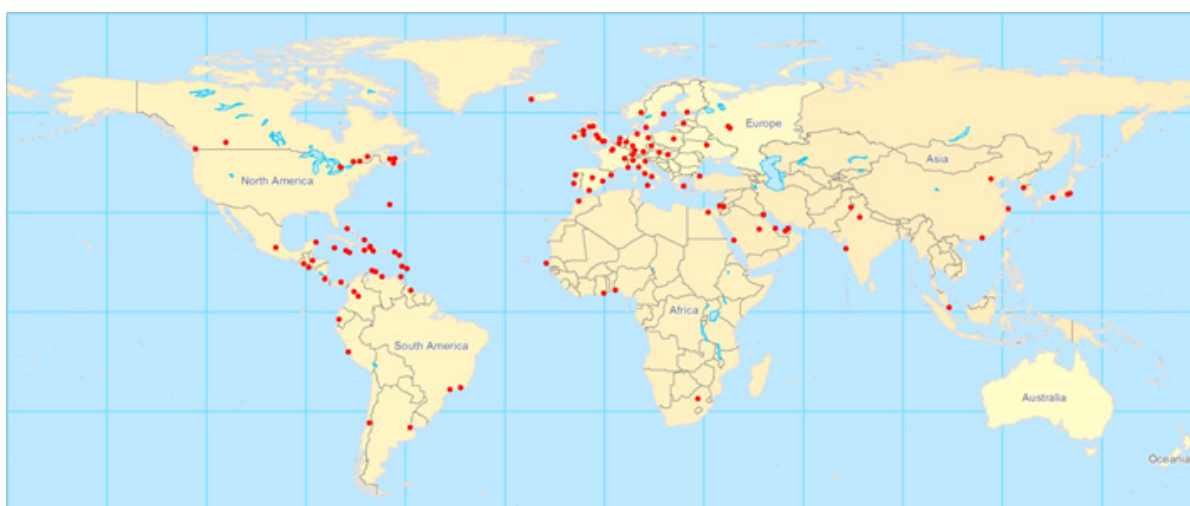 Europe
Asia
North America
Africa
South America
Australia
Oceania